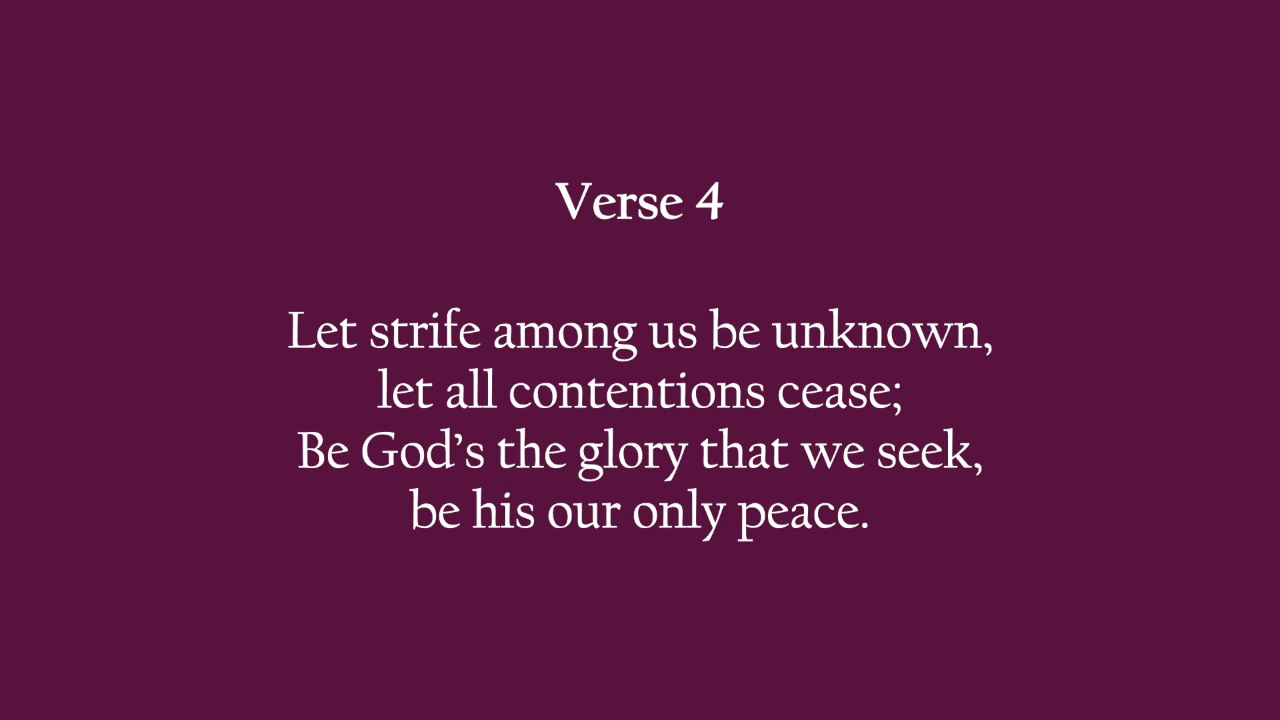 Verse 4
Let strife among us be unknown,
let all contentions cease;
Be God’s the glory that we seek,
be his our only peace.